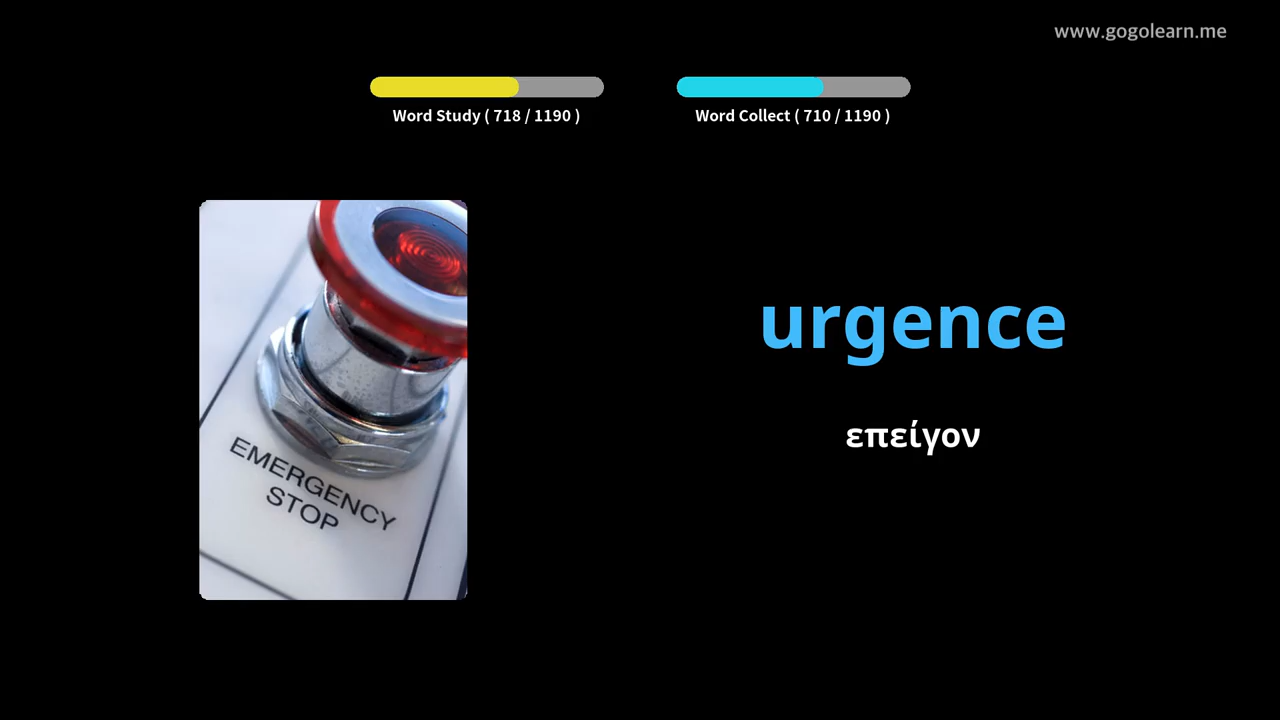 www.gogolearn.me
Word Study ( 718 / 1190 )
Word Collect ( 710 / 1190 )
EMERGENCY
STOP
urgence
επείγον